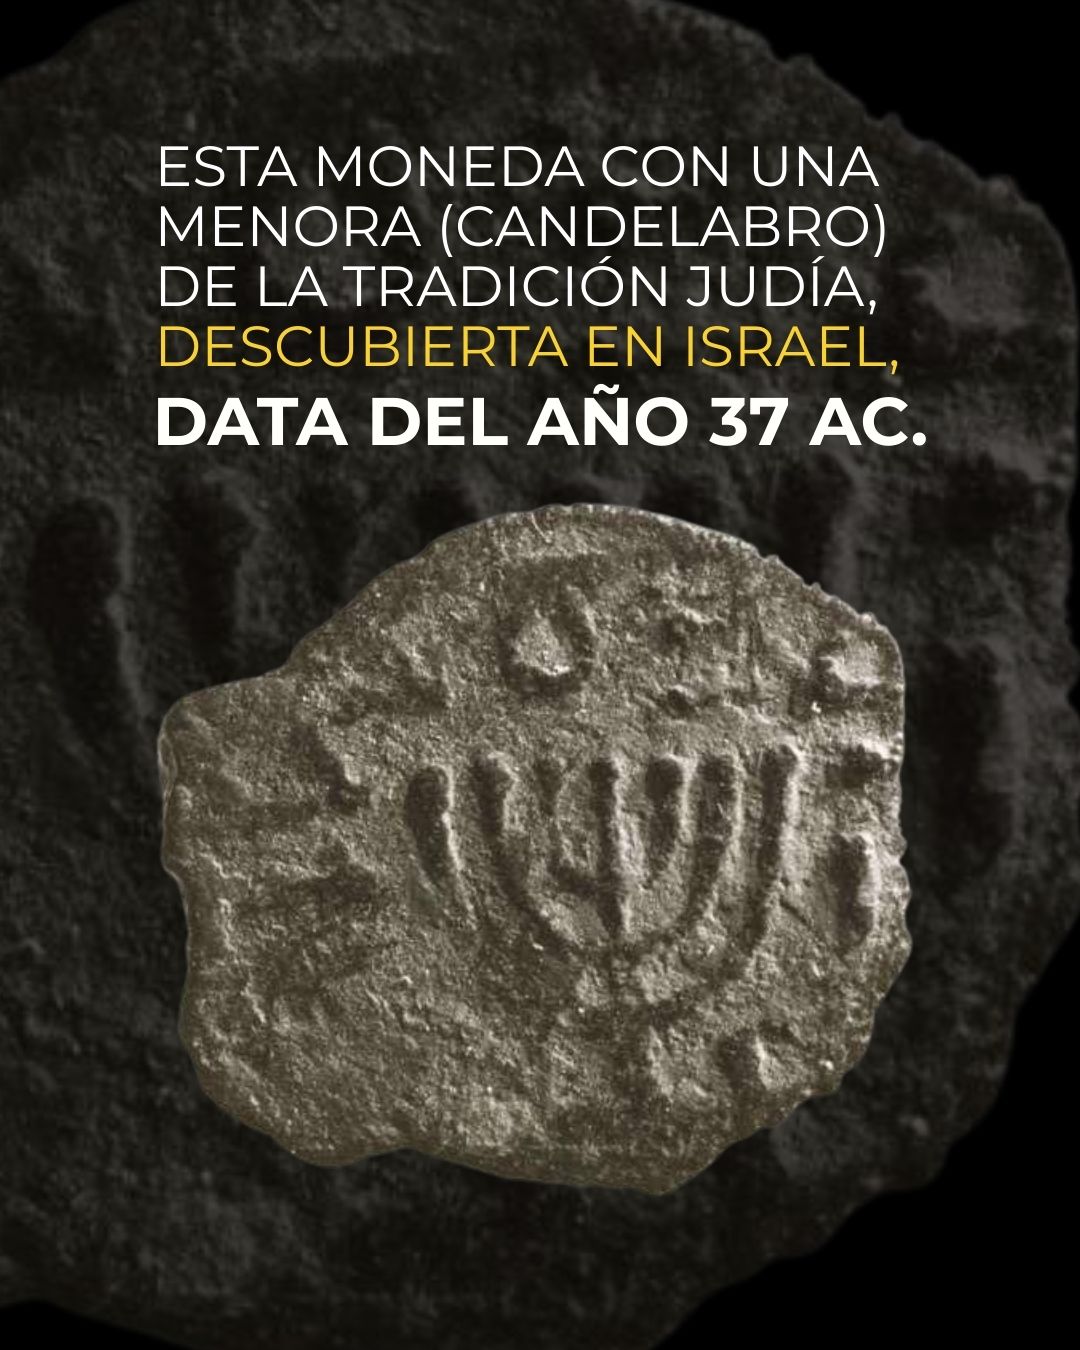 ESTA MONEDA CON UNA
MENORA (CANDELABRO)
DE LA TRADICIÓN JUDÍA,
DESCUBIERTA EN ISRAEL,
DATA DEL AÑO 37 AC.